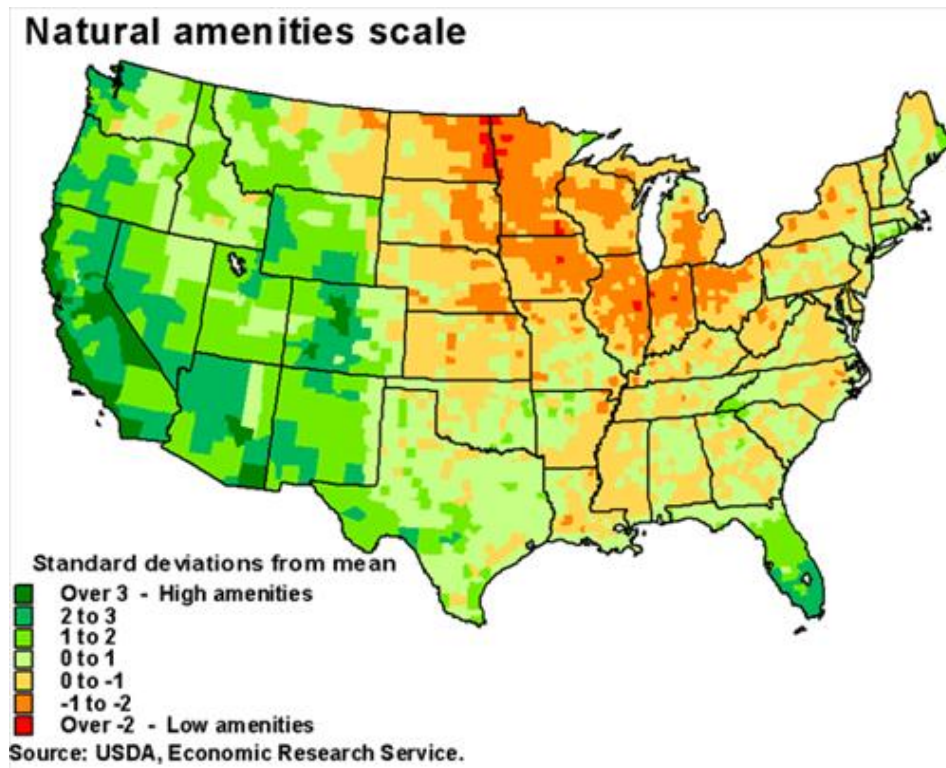 Natural amenities scale
Standard deviations from mean
Over 3 - High amenities
2 to 3
1 to 2
0 to 1
0 to -1
-1 to -2
Over -2 - Low amenities
Source: USDA, Economic Research Service.